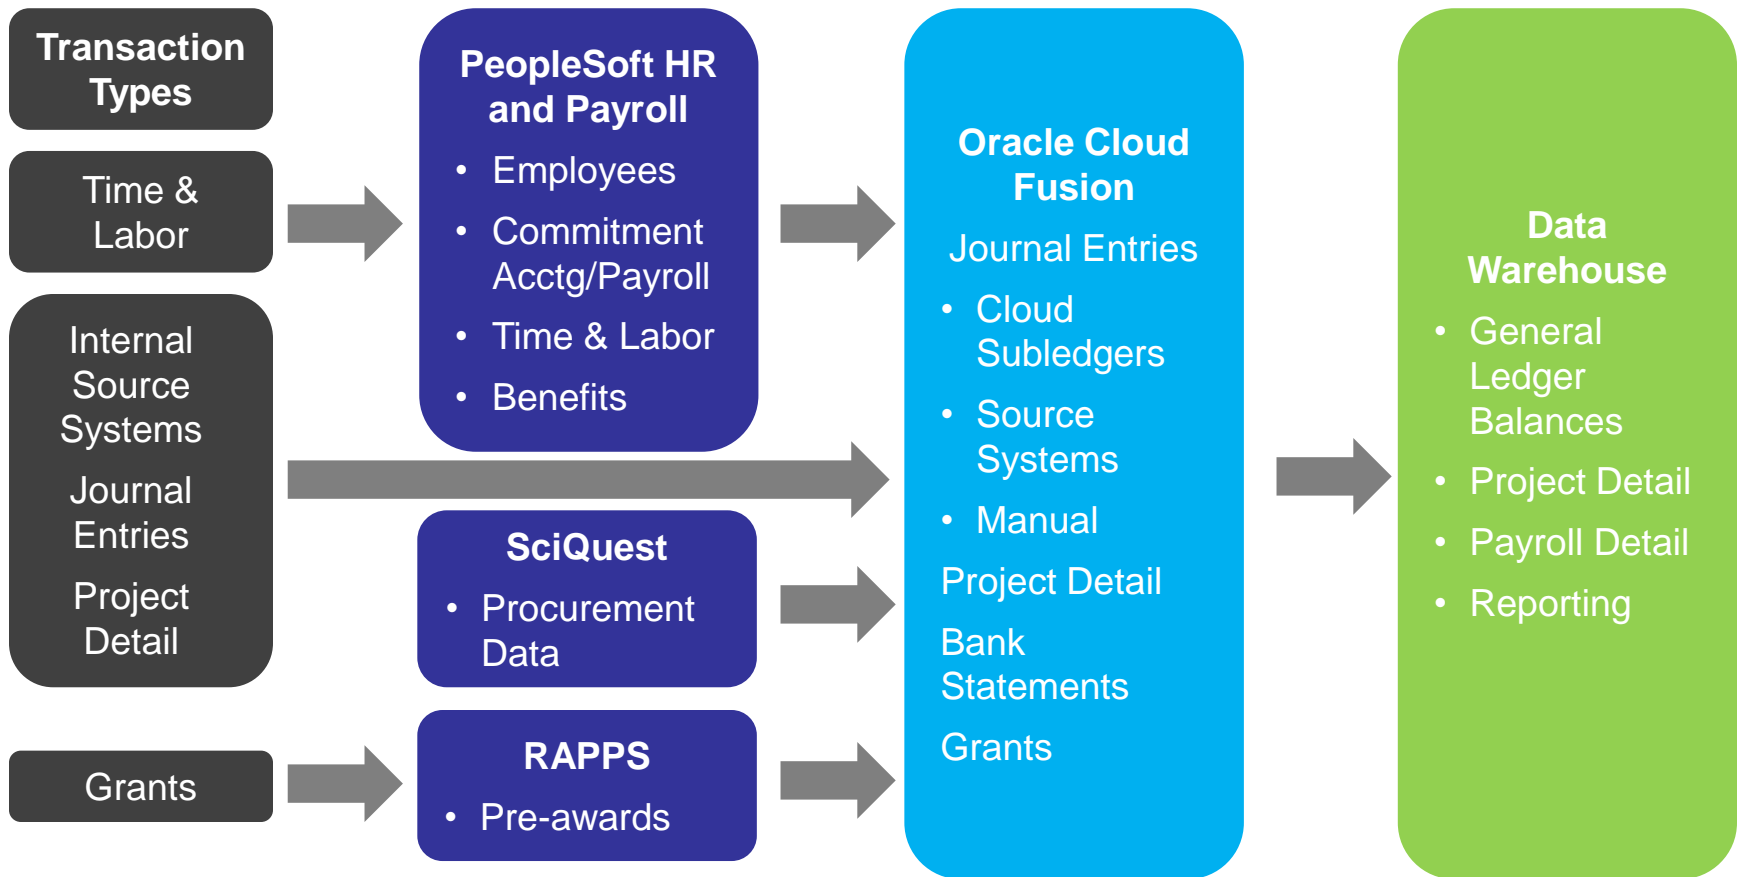 Transaction
Types
Time &
Labor
Internal
Source
Systems
Journal
Entries
Project
Detail
Grants
PeopleSoft HR
and Payroll
• Employees
• Commitment
Acctg/Payroll
• Time & Labor
• Benefits
SciQuest
• Procurement
Data
RAPPS
• Pre-awards
Oracle Cloud
Fusion
Journal Entries
• Cloud
Subledgers
• Source
Systems
• Manual
Project Detail
Bank
Statements
Grants
Data
Warehouse
• General
Ledger
Balances
• Project Detail
• Payroll Detail
• Reporting